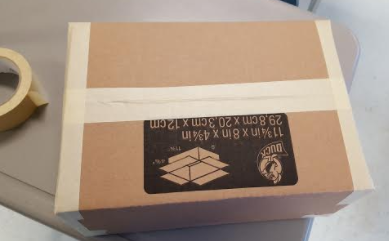 11¾in x 8in x 4¾in
29.8cm x 20.3cm x 12cm
DUCK